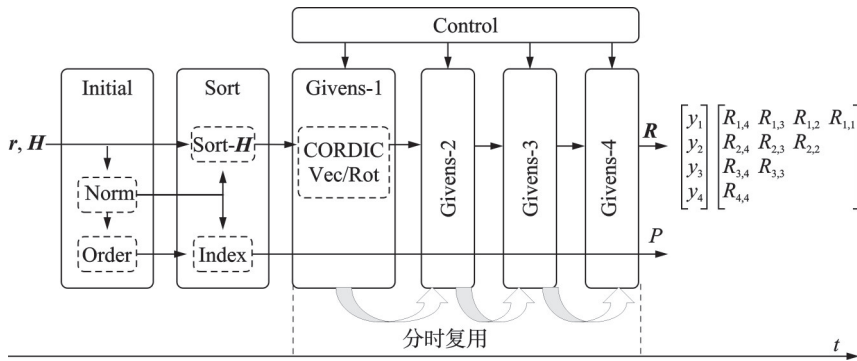 Control
Initial
Sort
Givens-1
r, H
Sort-H
CORDIC
Vec/Rot
Givens-2
Givens-3
Givens-4
R
Norm
Order
Index
P
y1 R1,4 R1,3 R1,2 R1,1
y2 R2,4 R2,3 R2,2
y3 R3,4 R3,3
y4 R4,4
分时复用
t